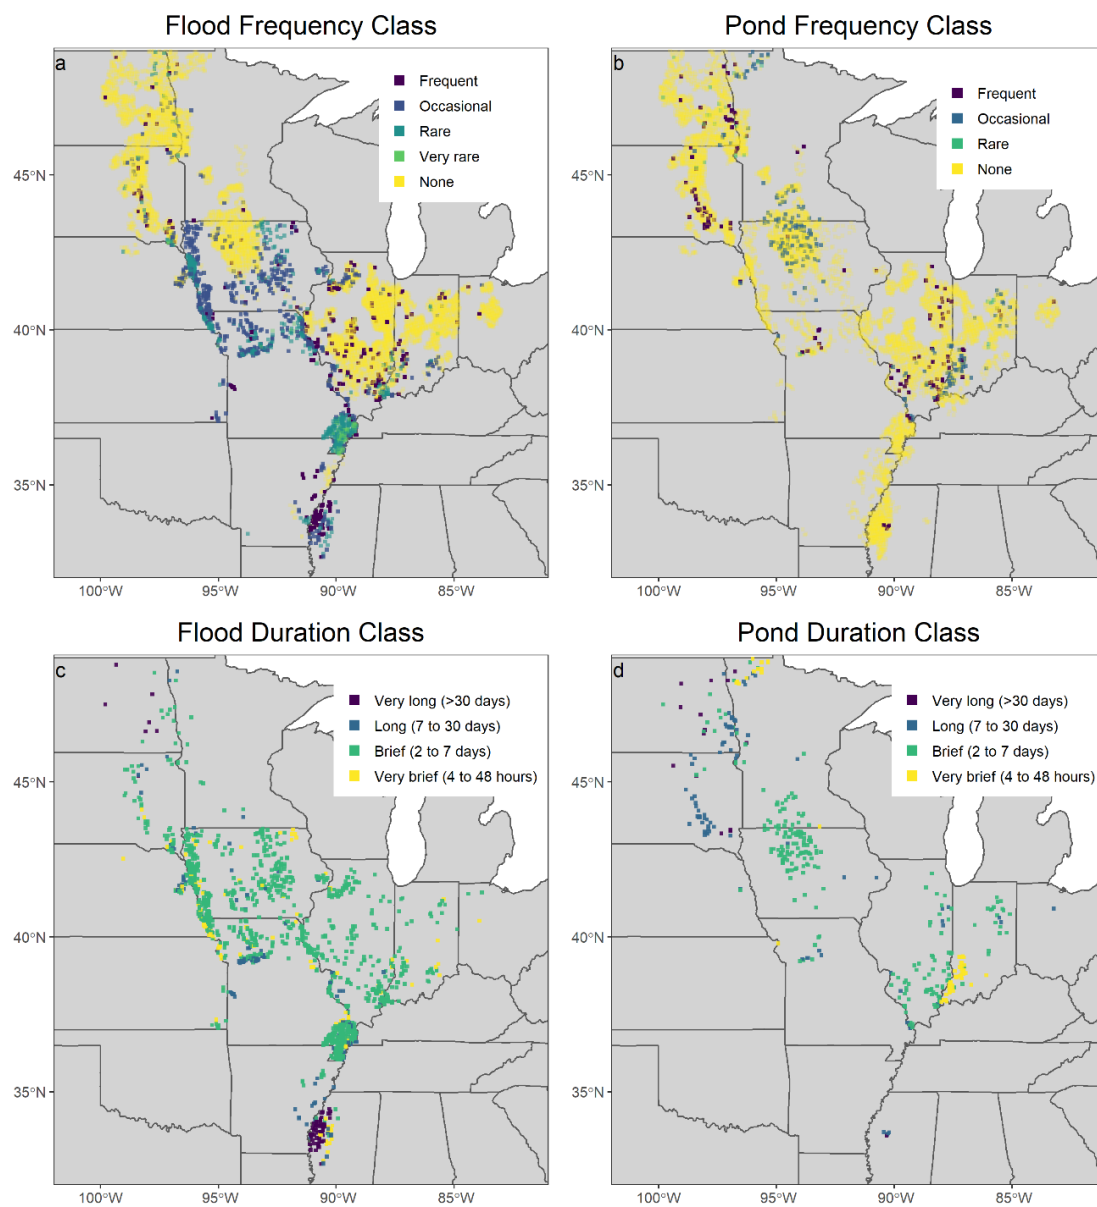 Flood Frequency Class
Pond Frequency Class
a
Frequent
Occasional
Rare
Very rare
None
45°N
40°N
35°N
100°W
95°W
90°W
85°W
b
Frequent
Occasional
Rare
None
45°N
40°N
35°N
100°W
95°W
90°W
85°W
Flood Duration Class
Pond Duration Class
c
Very long (>30 days)
Long (7 to 30 days)
Brief (2 to 7 days)
Very brief (4 to 48 hours)
45°N
40°N
35°N
100°W
95°W
90°W
85°W
d
Very long (>30 days)
Long (7 to 30 days)
Brief (2 to 7 days)
Very brief (4 to 48 hours)
45°N
40°N
35°N
100°W
95°W
90°W
85°W